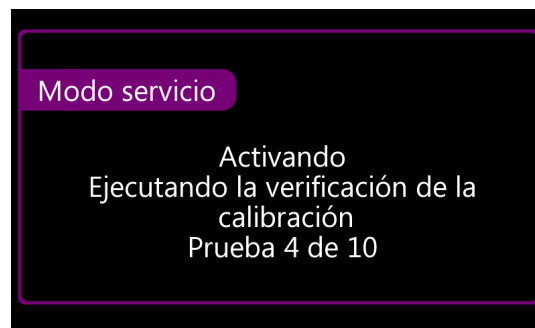 Modo servicio
Activando
Ejecutando la verificación de la
calibración
Prueba 4 de 10